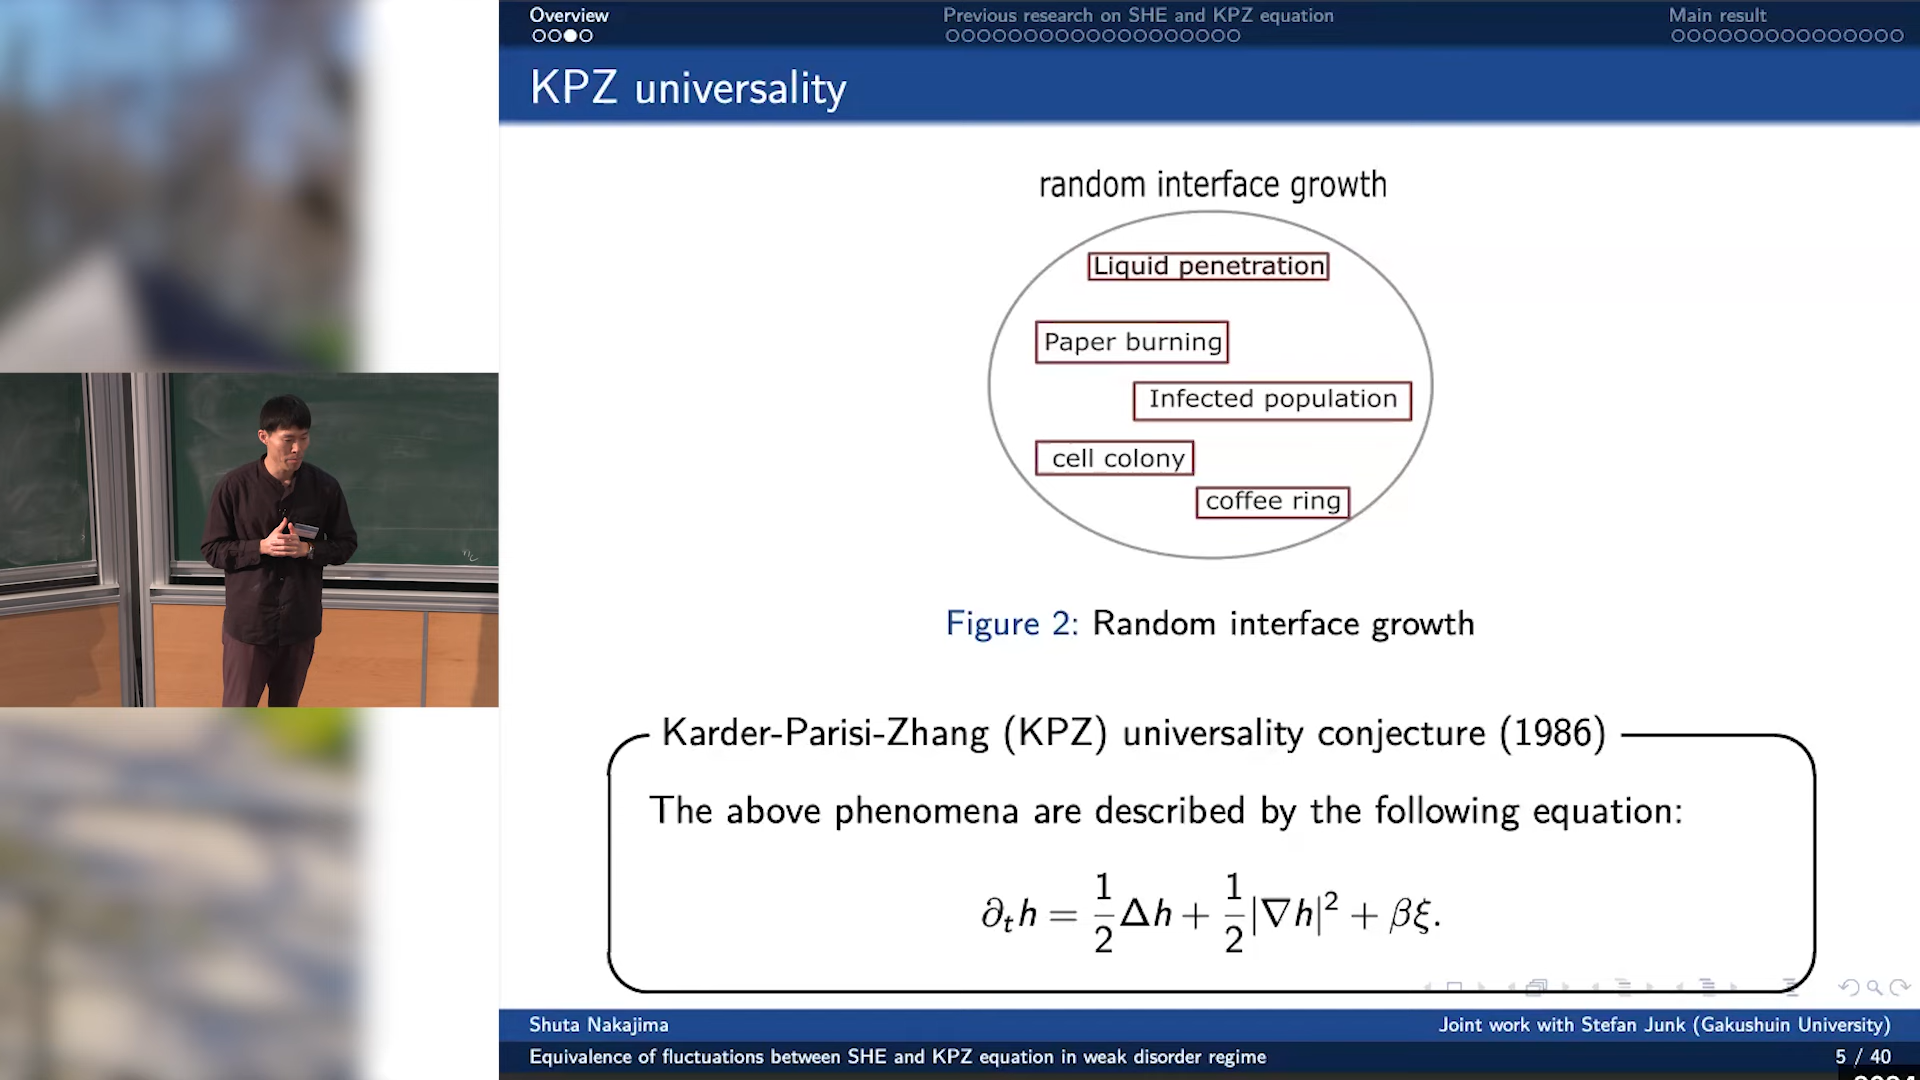 Overview
Previous research on SHE and KPZ equation
Main result
KPZ universality
random interface growth
Liquid penetration
Paper burning
Infected population
cell colony
coffee ring
Figure 2: Random interface growth
Karder-Parisi-Zhang (KPZ) universality conjecture (1986)
The above phenomena are described by the following equation:
∂ₜh = 1/2 Δh + 1/2 |∇h|² + βξ.
Shuta Nakajima
Joint work with Stefan Junk (Gakushuin University)
Equivalence of fluctuations between SHE and KPZ equation in weak disorder regime
5 / 40